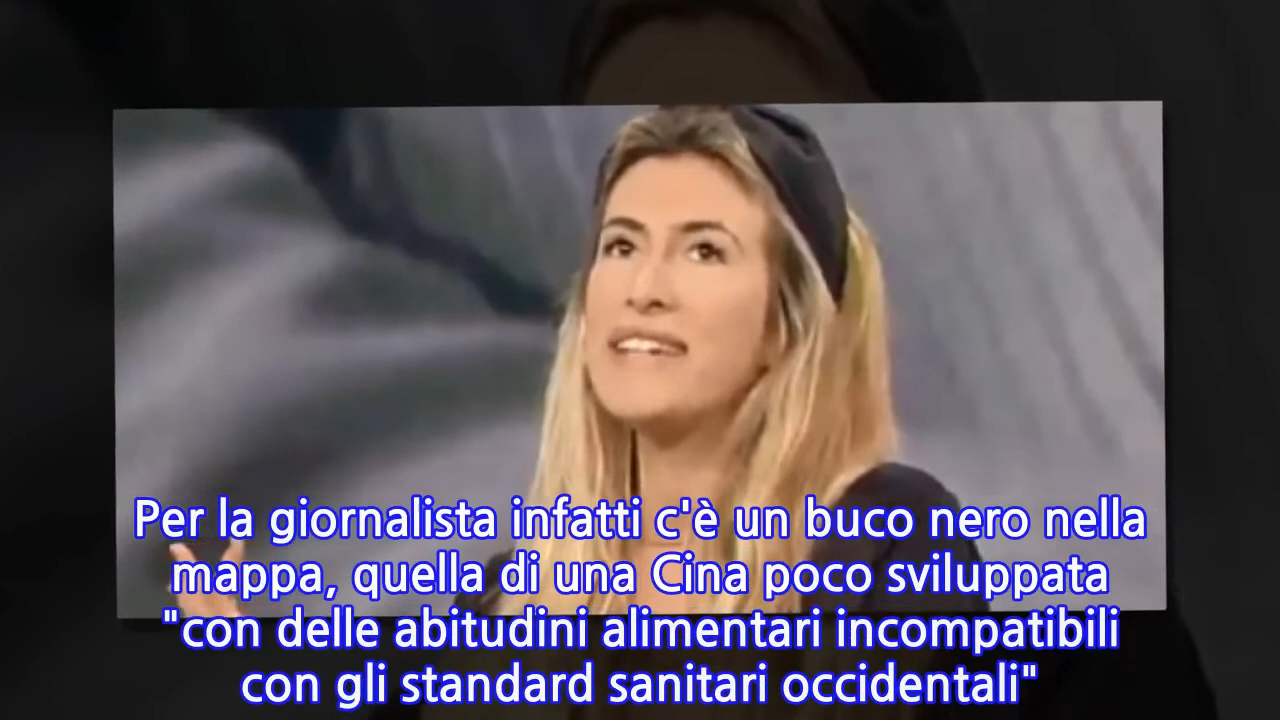 Per la giornalista infatti c'è un buco nero nella
mappa, quella di una Cina poco sviluppata
"con delle abitudini alimentari incompatibili
con gli standard sanitari occidentali"